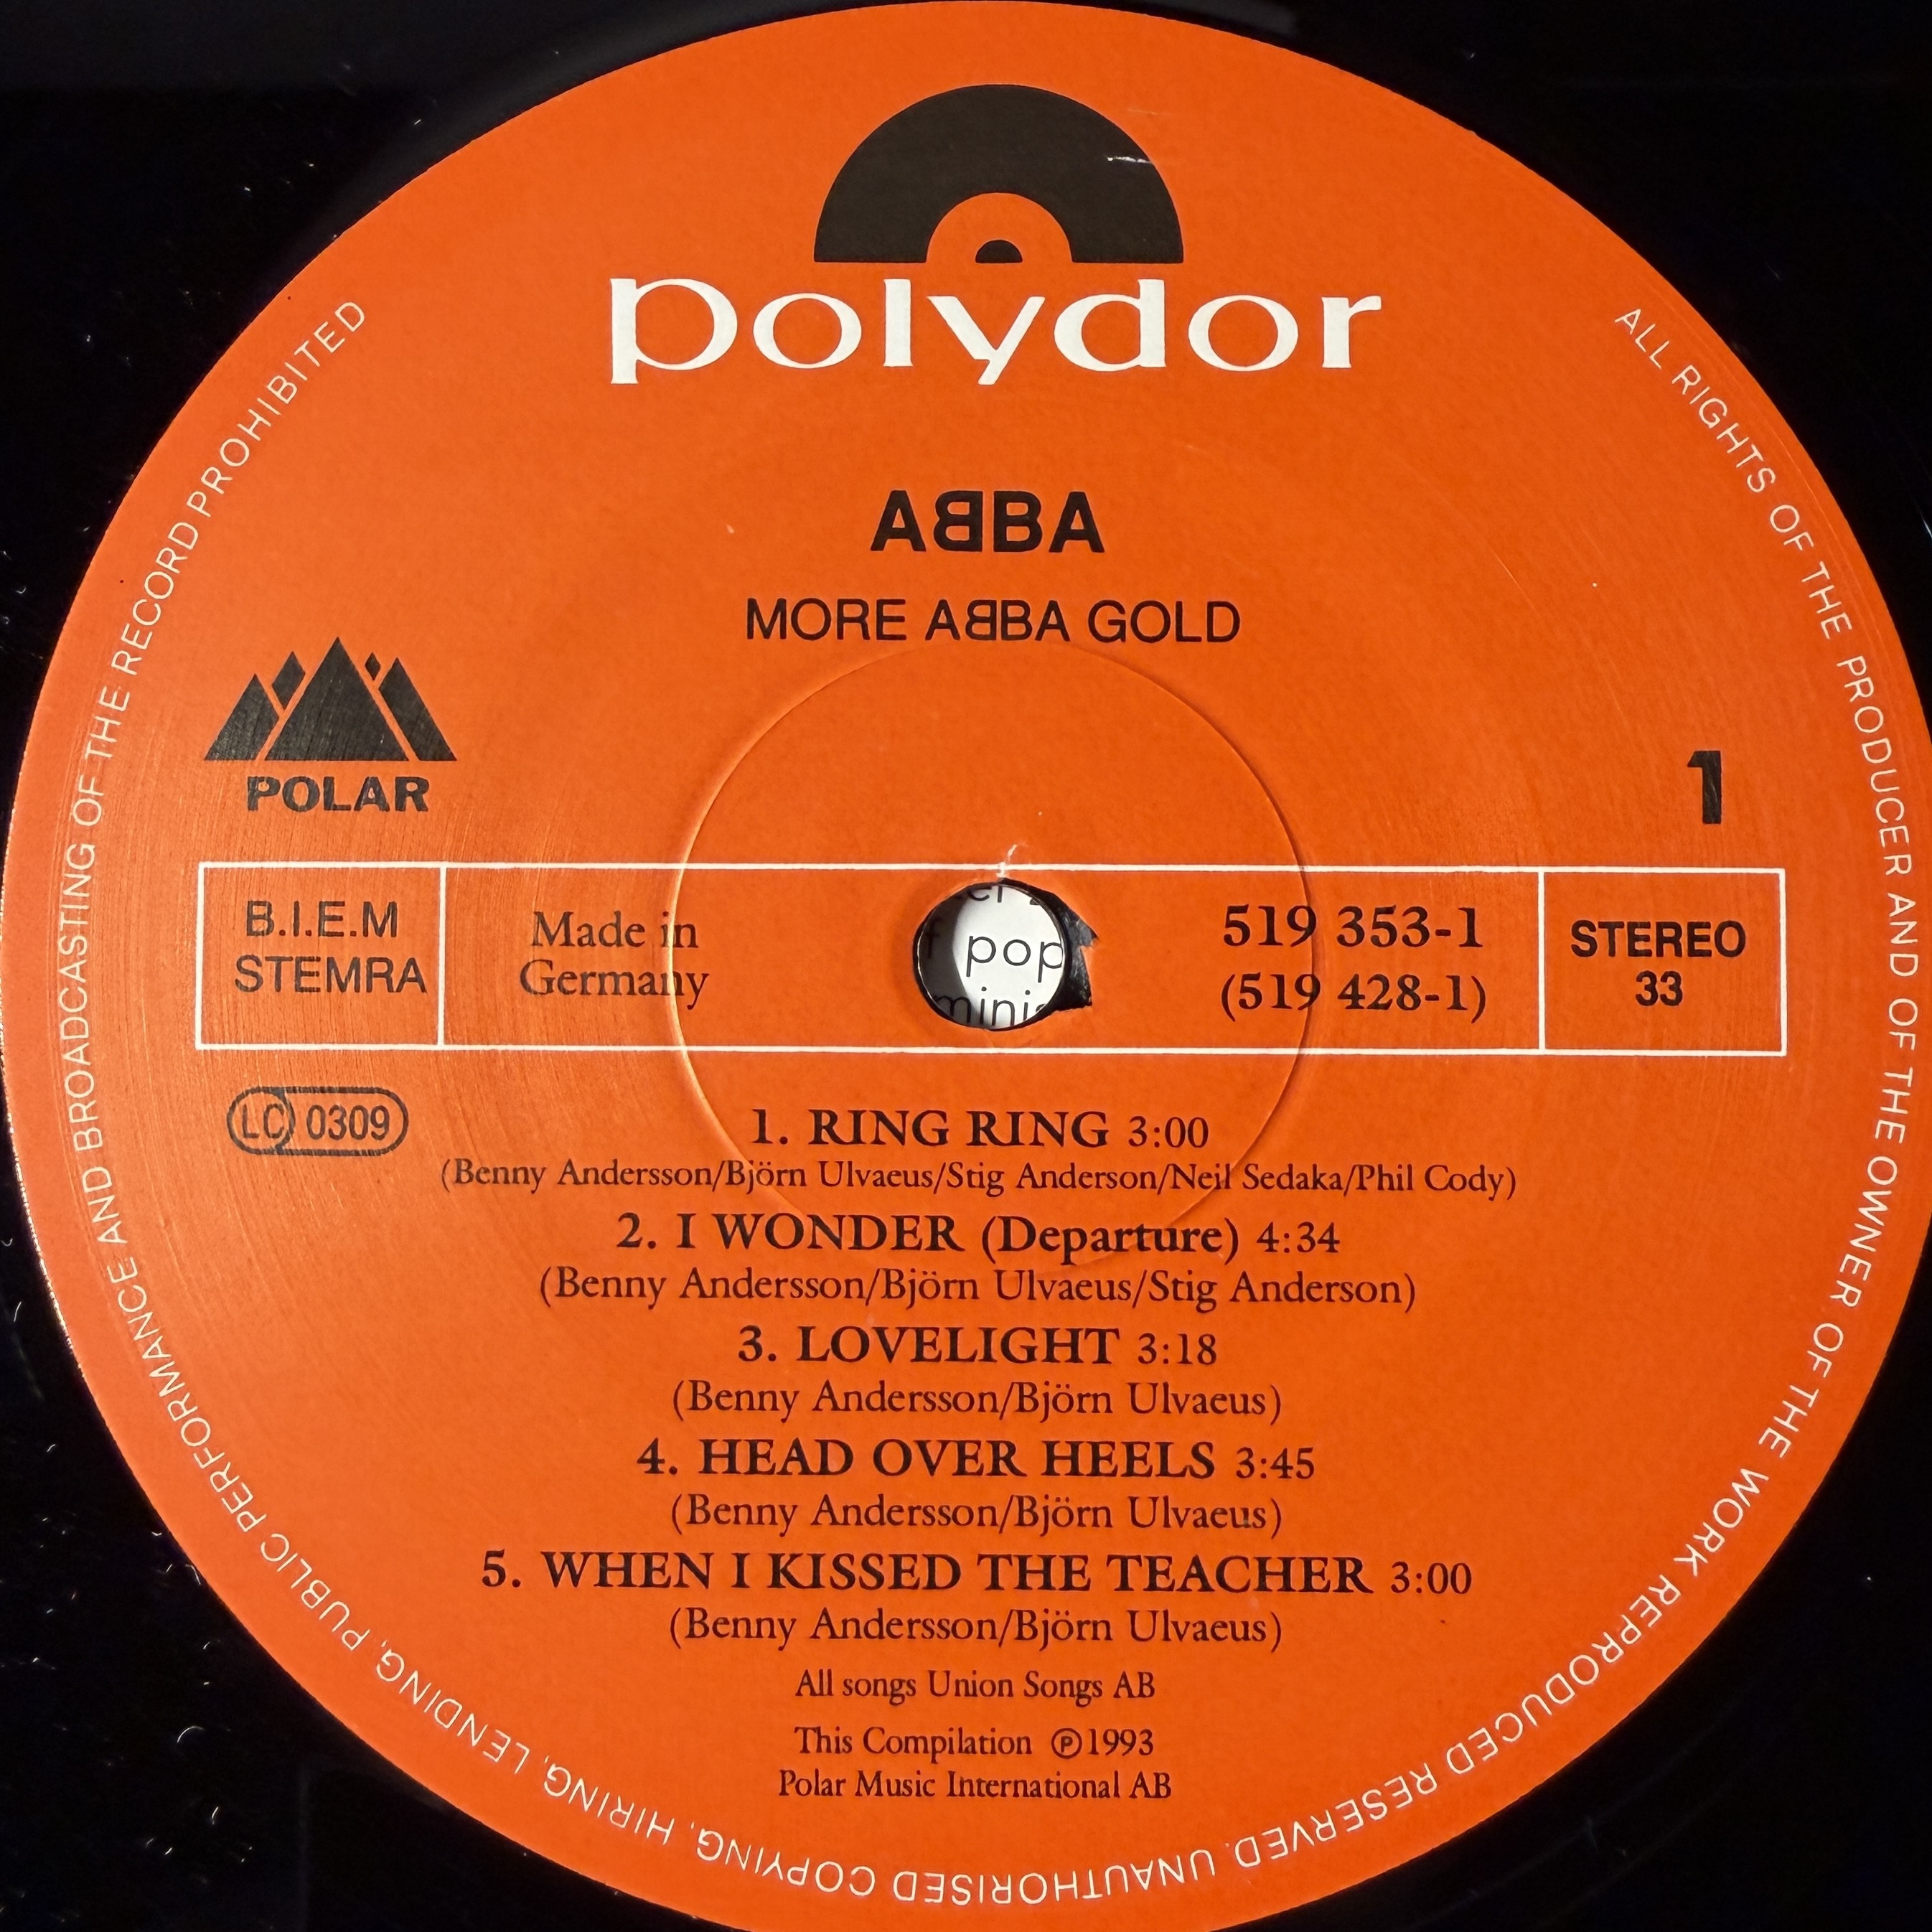 polydor
ABBA
MORE ABBA GOLD
POLAR
1
B.I.E.M
STEMRA
Made in
Germany
pop
519 353-1
(519 428-1)
STEREO
33
LC 0309
1. RING RING 3:00
(Benny Andersson/Björn Ulvaeus/Stig Anderson/Neil Sedaka/Phil Cody)
2. I WONDER (Departure) 4:34
(Benny Andersson/Björn Ulvaeus/Stig Anderson)
3. LOVELIGHT 3:18
(Benny Andersson/Björn Ulvaeus)
4. HEAD OVER HEELS 3:45
(Benny Andersson/Björn Ulvaeus)
5. WHEN I KISSED THE TEACHER 3:00
(Benny Andersson/Björn Ulvaeus)
All songs Union Songs AB
This Compilation ℗1993
Polar Music International AB
ALL RIGHTS OF THE PRODUCER AND OF THE OWNER OF THE WORK REPRODUCED RESERVED. UNAUTHORISED COPYING, HIRING, LENDING, PUBLIC PERFORMANCE AND BROADCASTING OF THE RECORD PROHIBITED